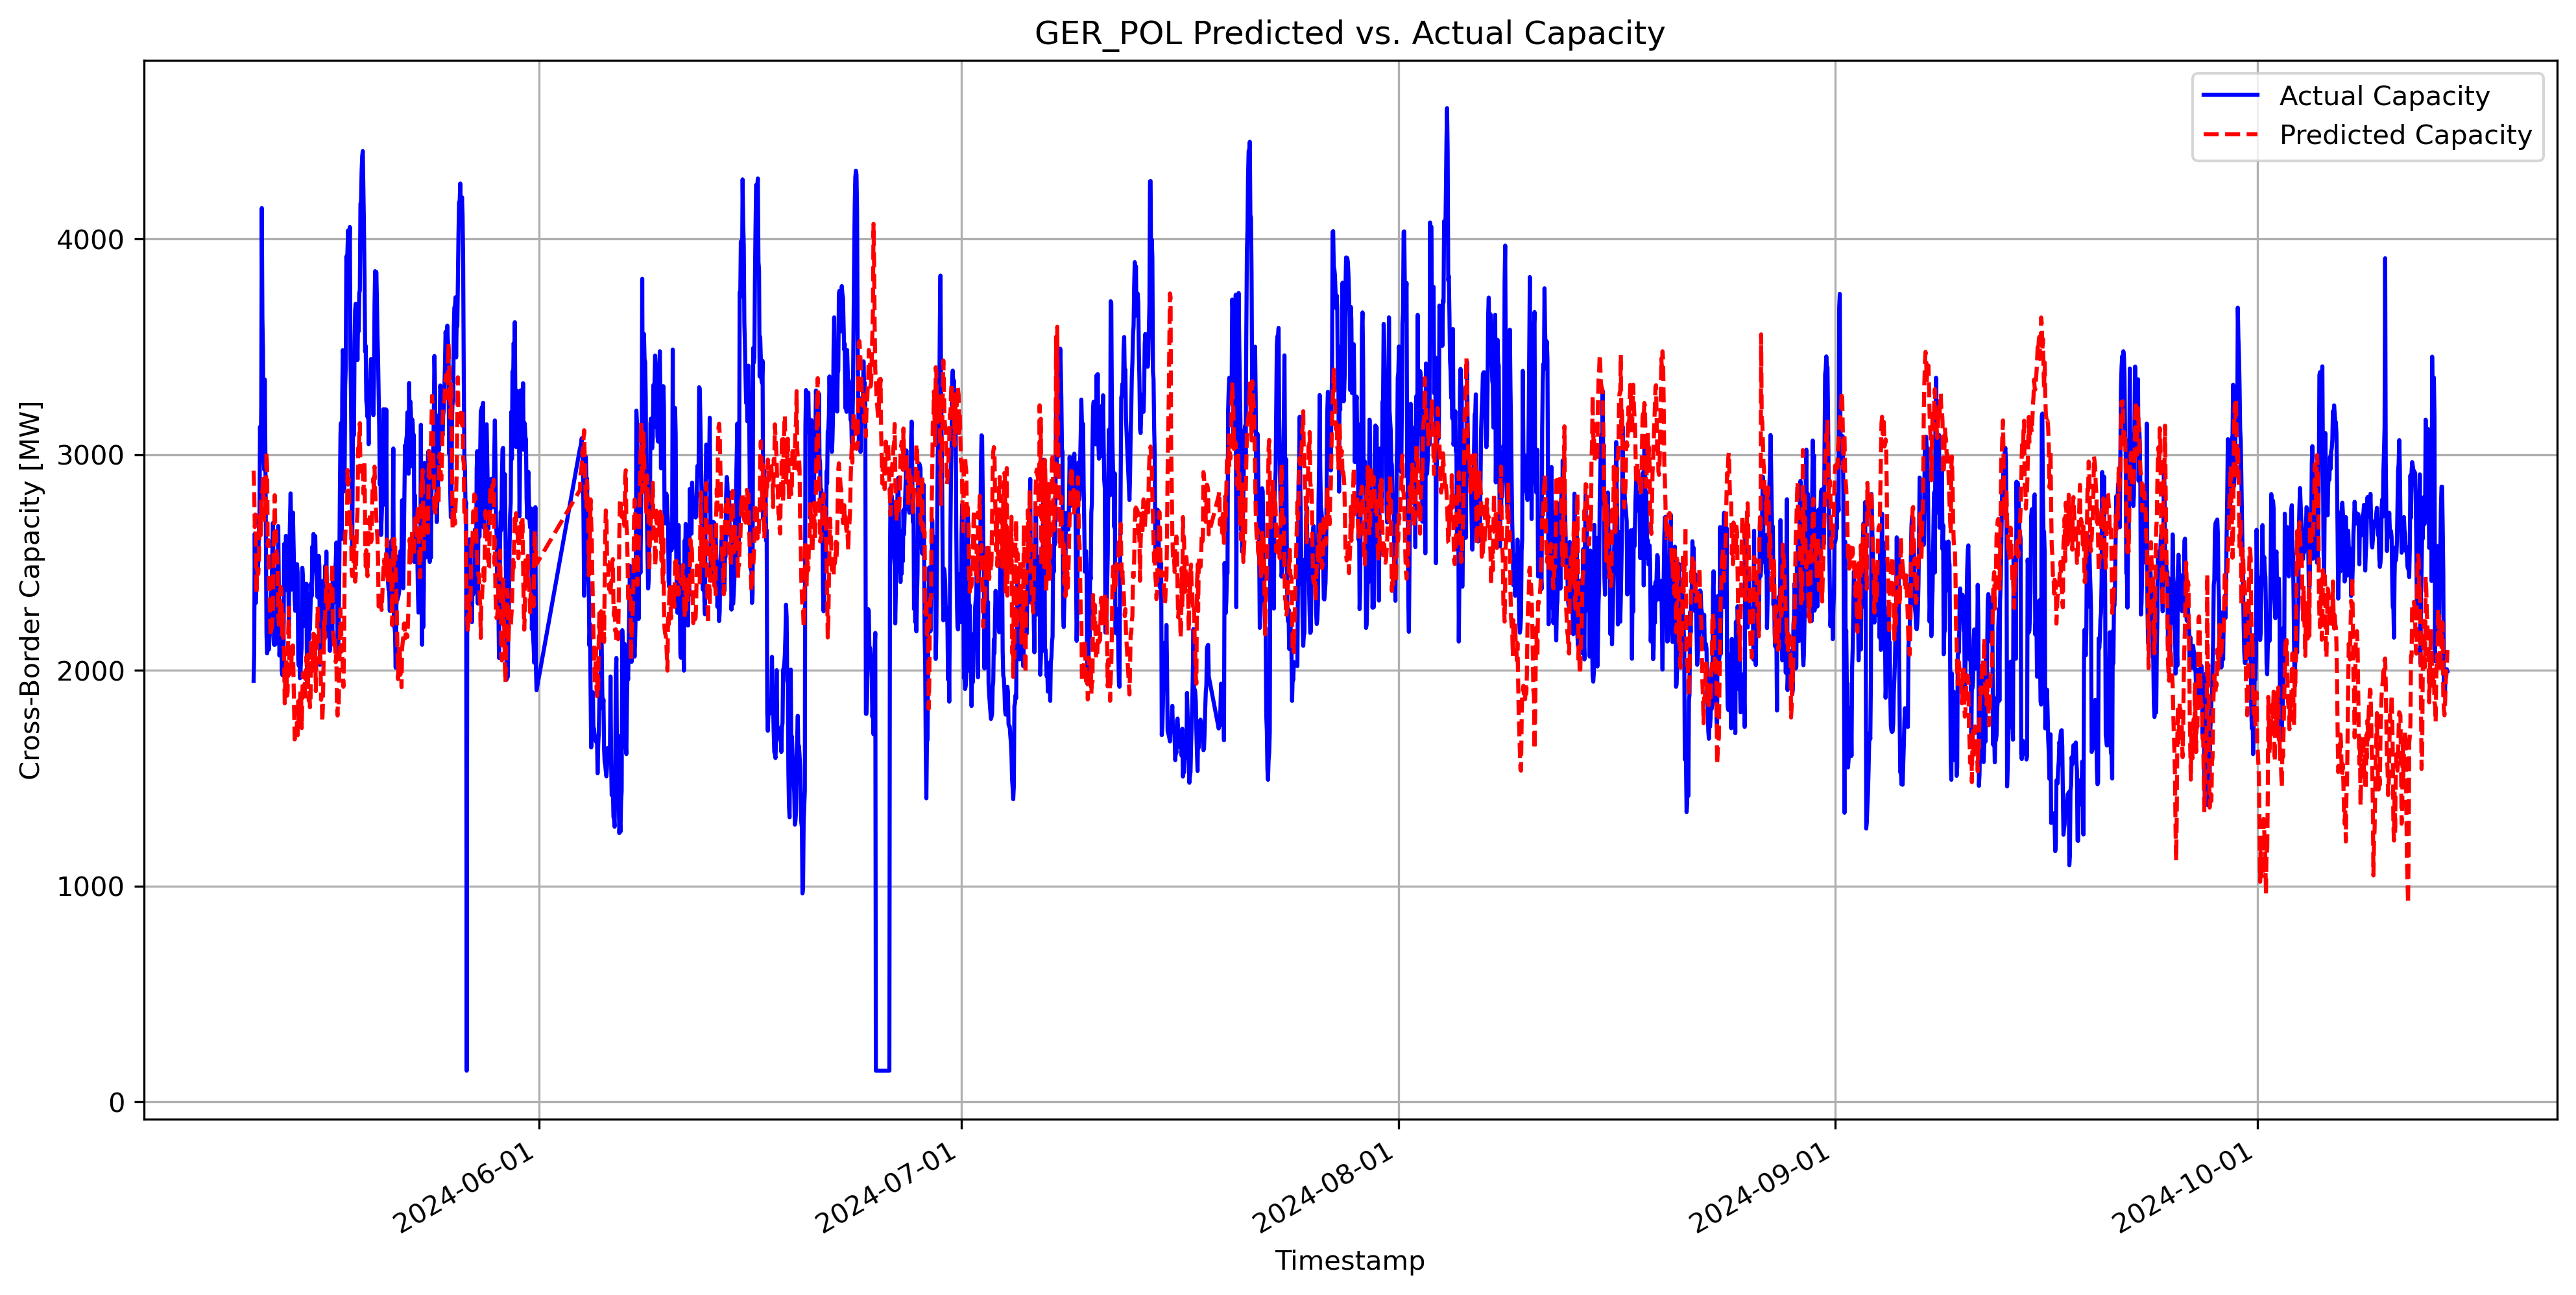 GER_POL Predicted vs. Actual Capacity
Actual Capacity
Predicted Capacity
Cross-Border Capacity [MW]
4000
3000
2000
1000
0
2024-06-01
2024-07-01
2024-08-01
2024-09-01
2024-10-01
Timestamp